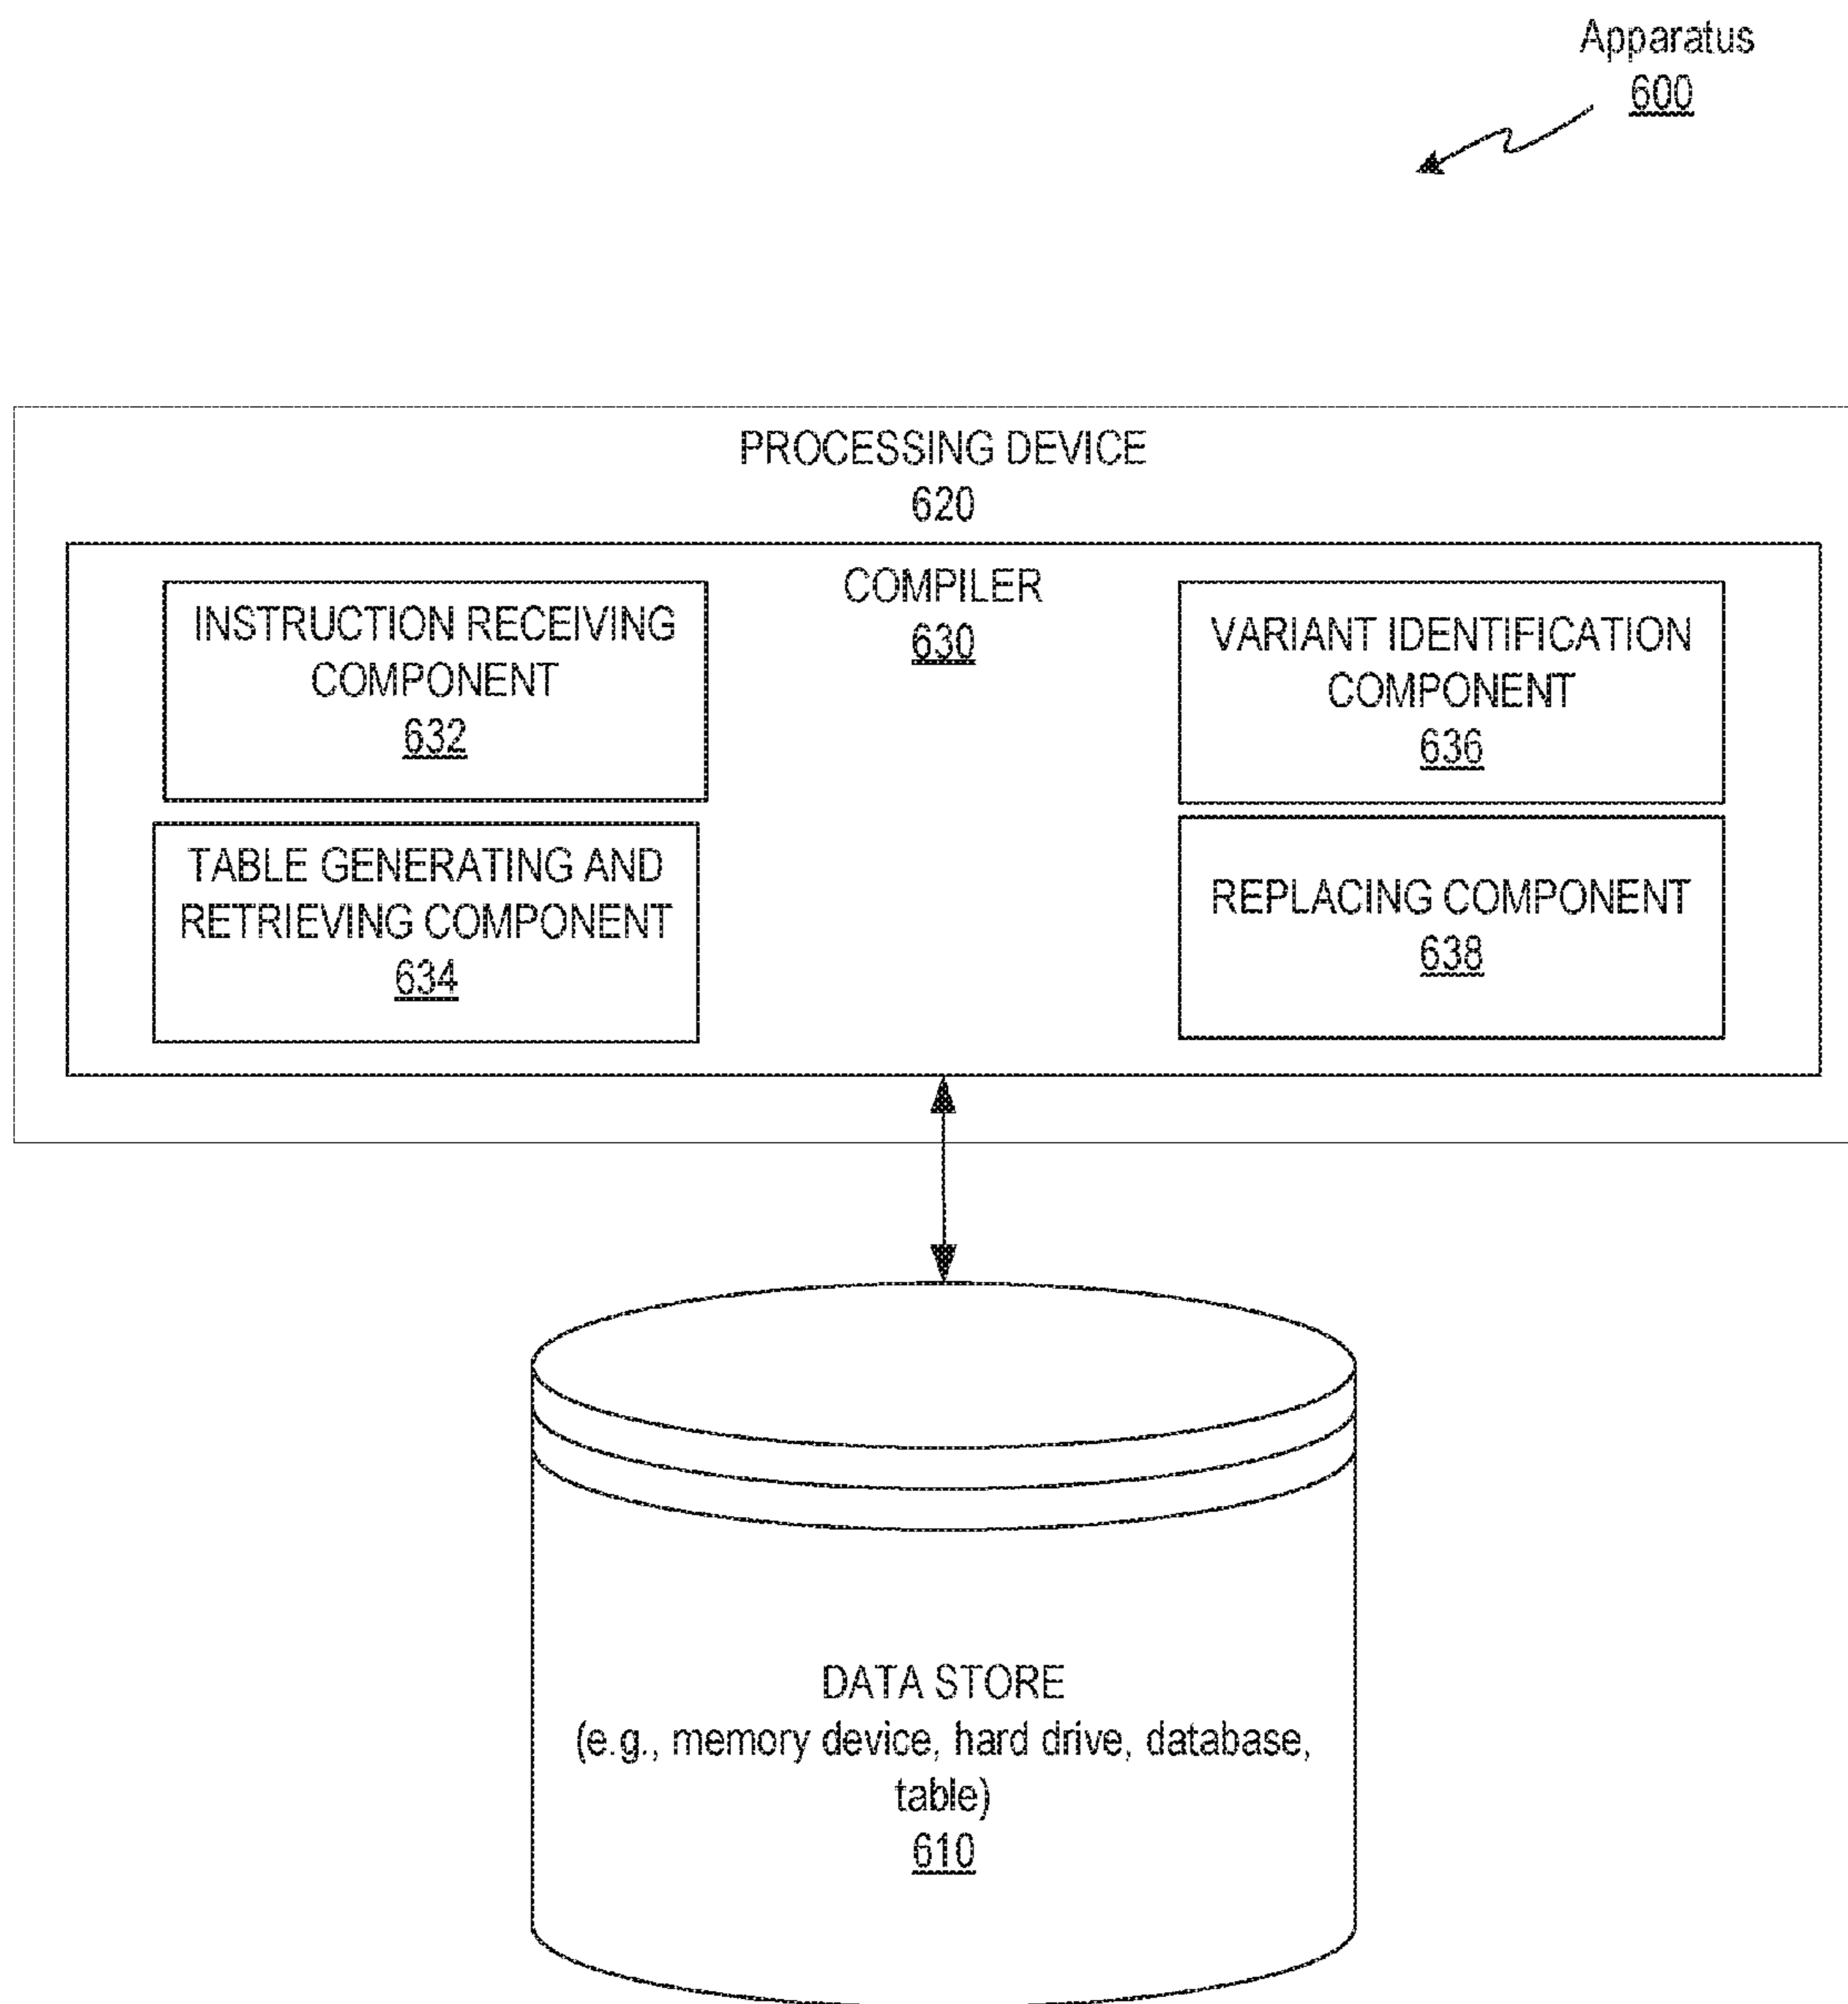 Apparatus
600
PROCESSING DEVICE
620
COMPILER
630
INSTRUCTION RECEIVING
COMPONENT
632
TABLE GENERATING AND
RETRIEVING COMPONENT
634
VARIANT IDENTIFICATION
COMPONENT
636
REPLACING COMPONENT
638
DATA STORE
(e.g., memory device, hard drive, database,
table)
610